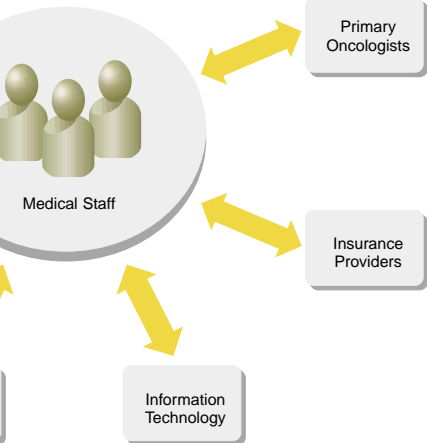 Primary
Oncologists
Medical Staff
Insurance
Providers
Information
Technology